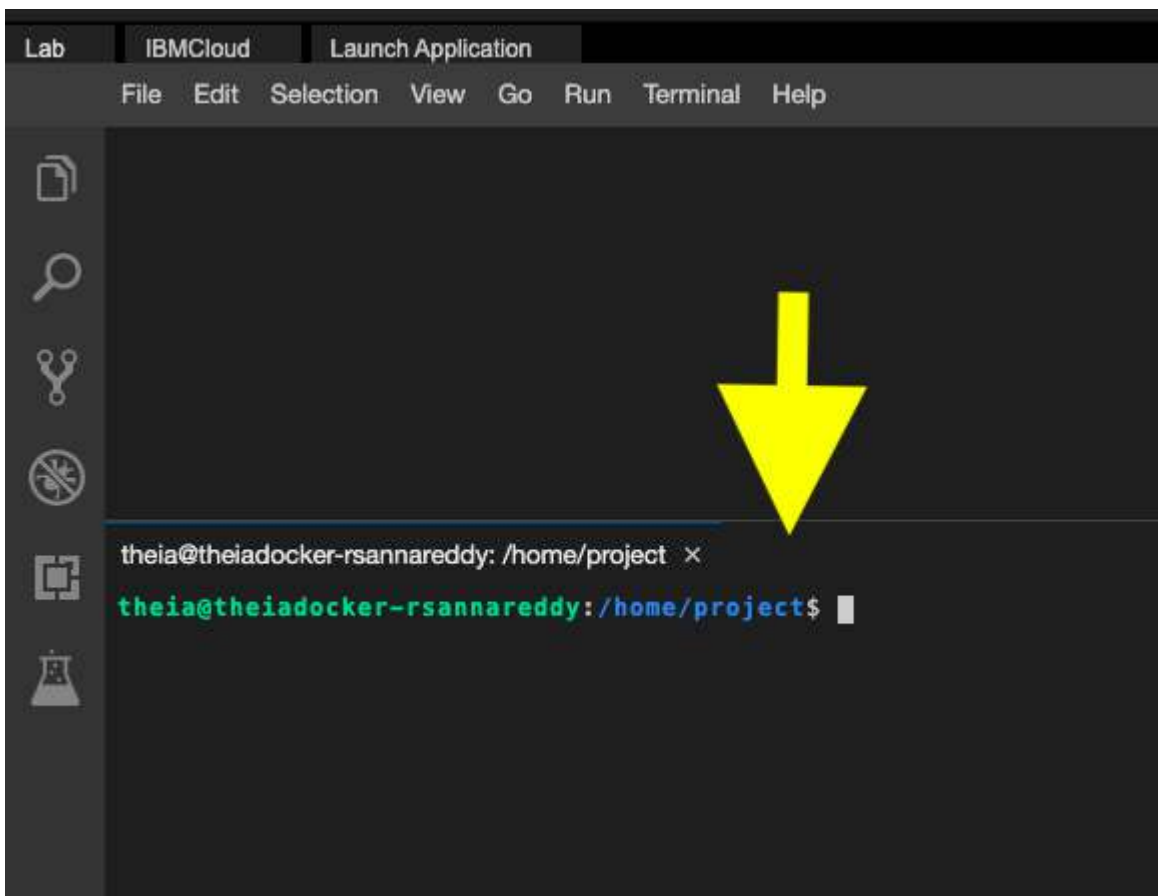 Lab IBMCloud Launch Application
File Edit Selection View Go Run Terminal Help
theia@theiadocker-rsannareddy: /home/project ×
theia@theiadocker-rsannareddy:/home/project$